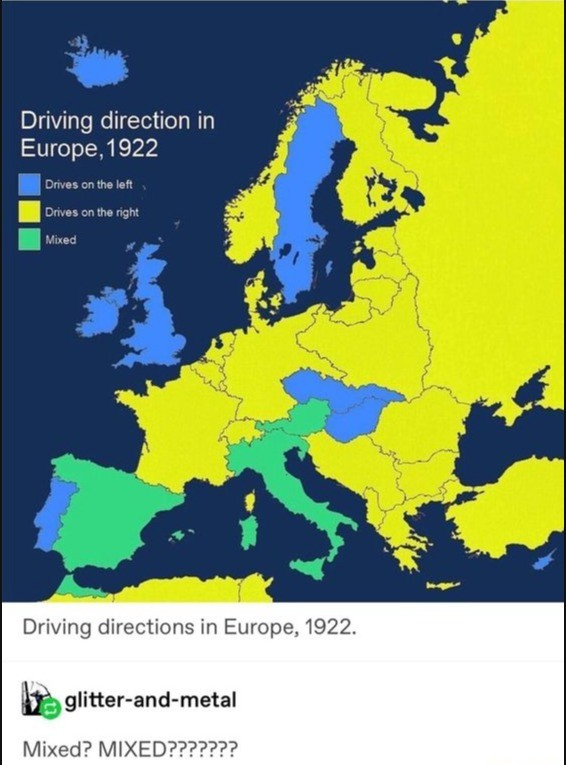 Driving direction in
Europe,1922
Drives on the left
Drives on the right
Mixed
Driving directions in Europe, 1922.
glitter-and-metal
Mixed? MIXED???????